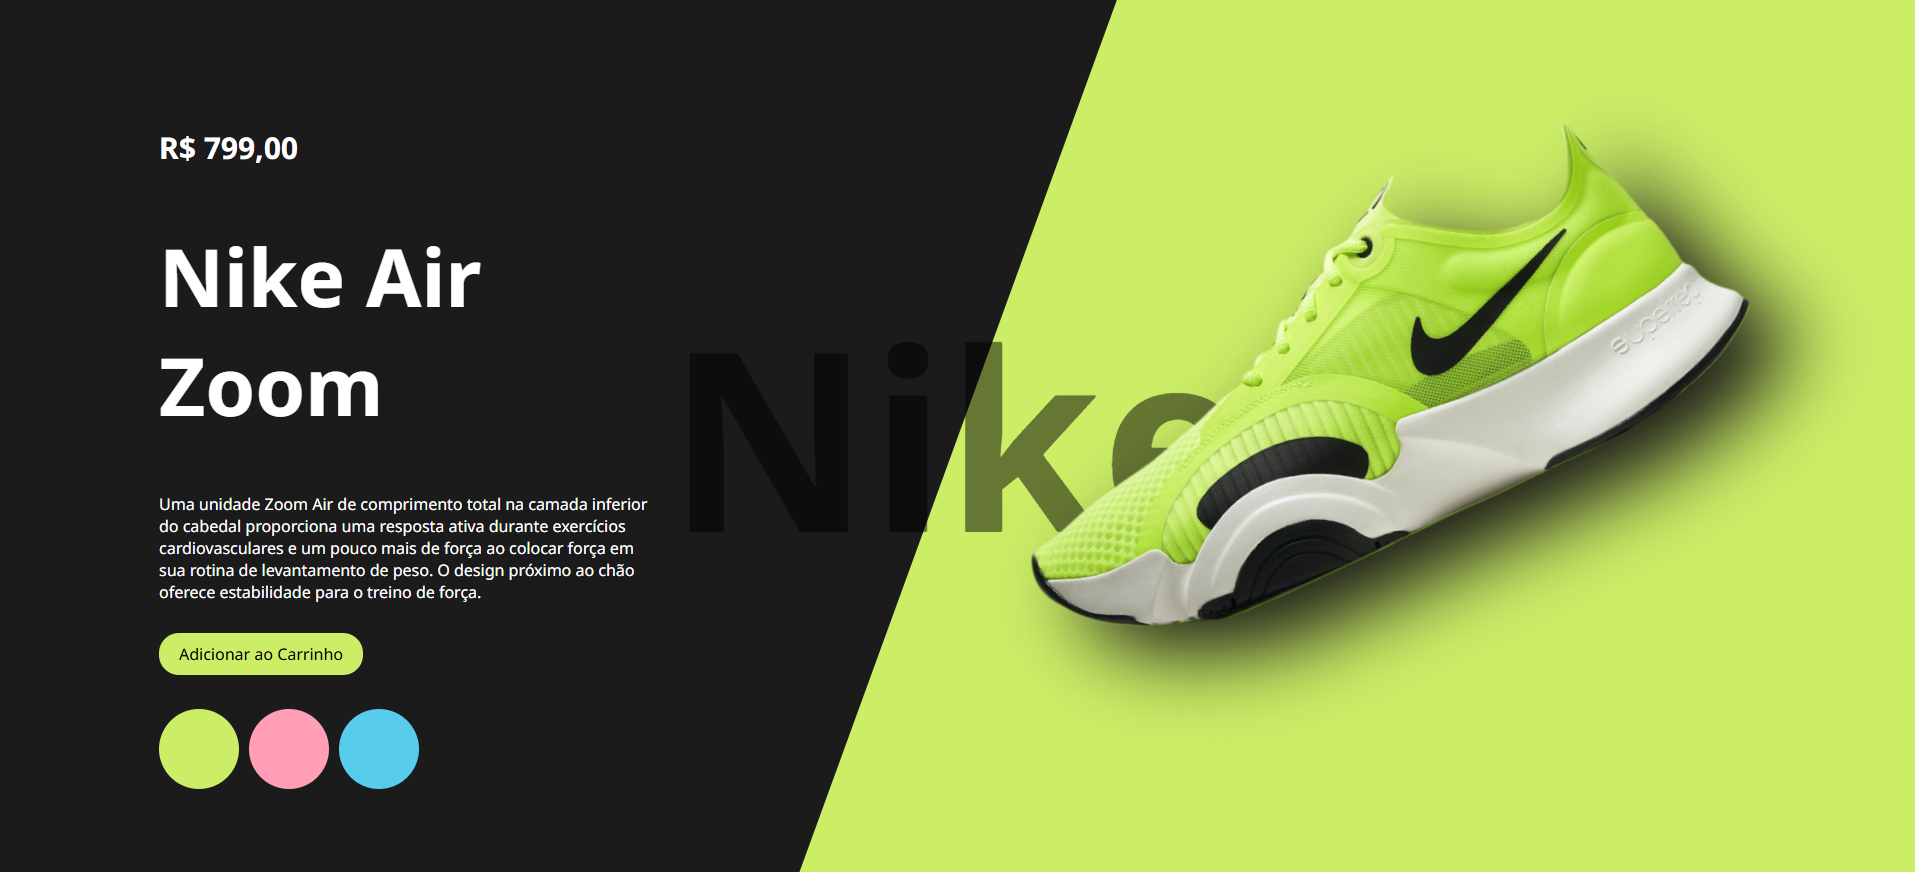 R$ 799,00
Nike Air
Zoom
Nike
Uma unidade Zoom Air de comprimento total na camada inferior
do cabedal proporciona uma resposta ativa durante exercícios
cardiovasculares e um pouco mais de força ao colocar força em
sua rotina de levantamento de peso. O design próximo ao chão
oferece estabilidade para o treino de força.
Adicionar ao Carrinho
superrep